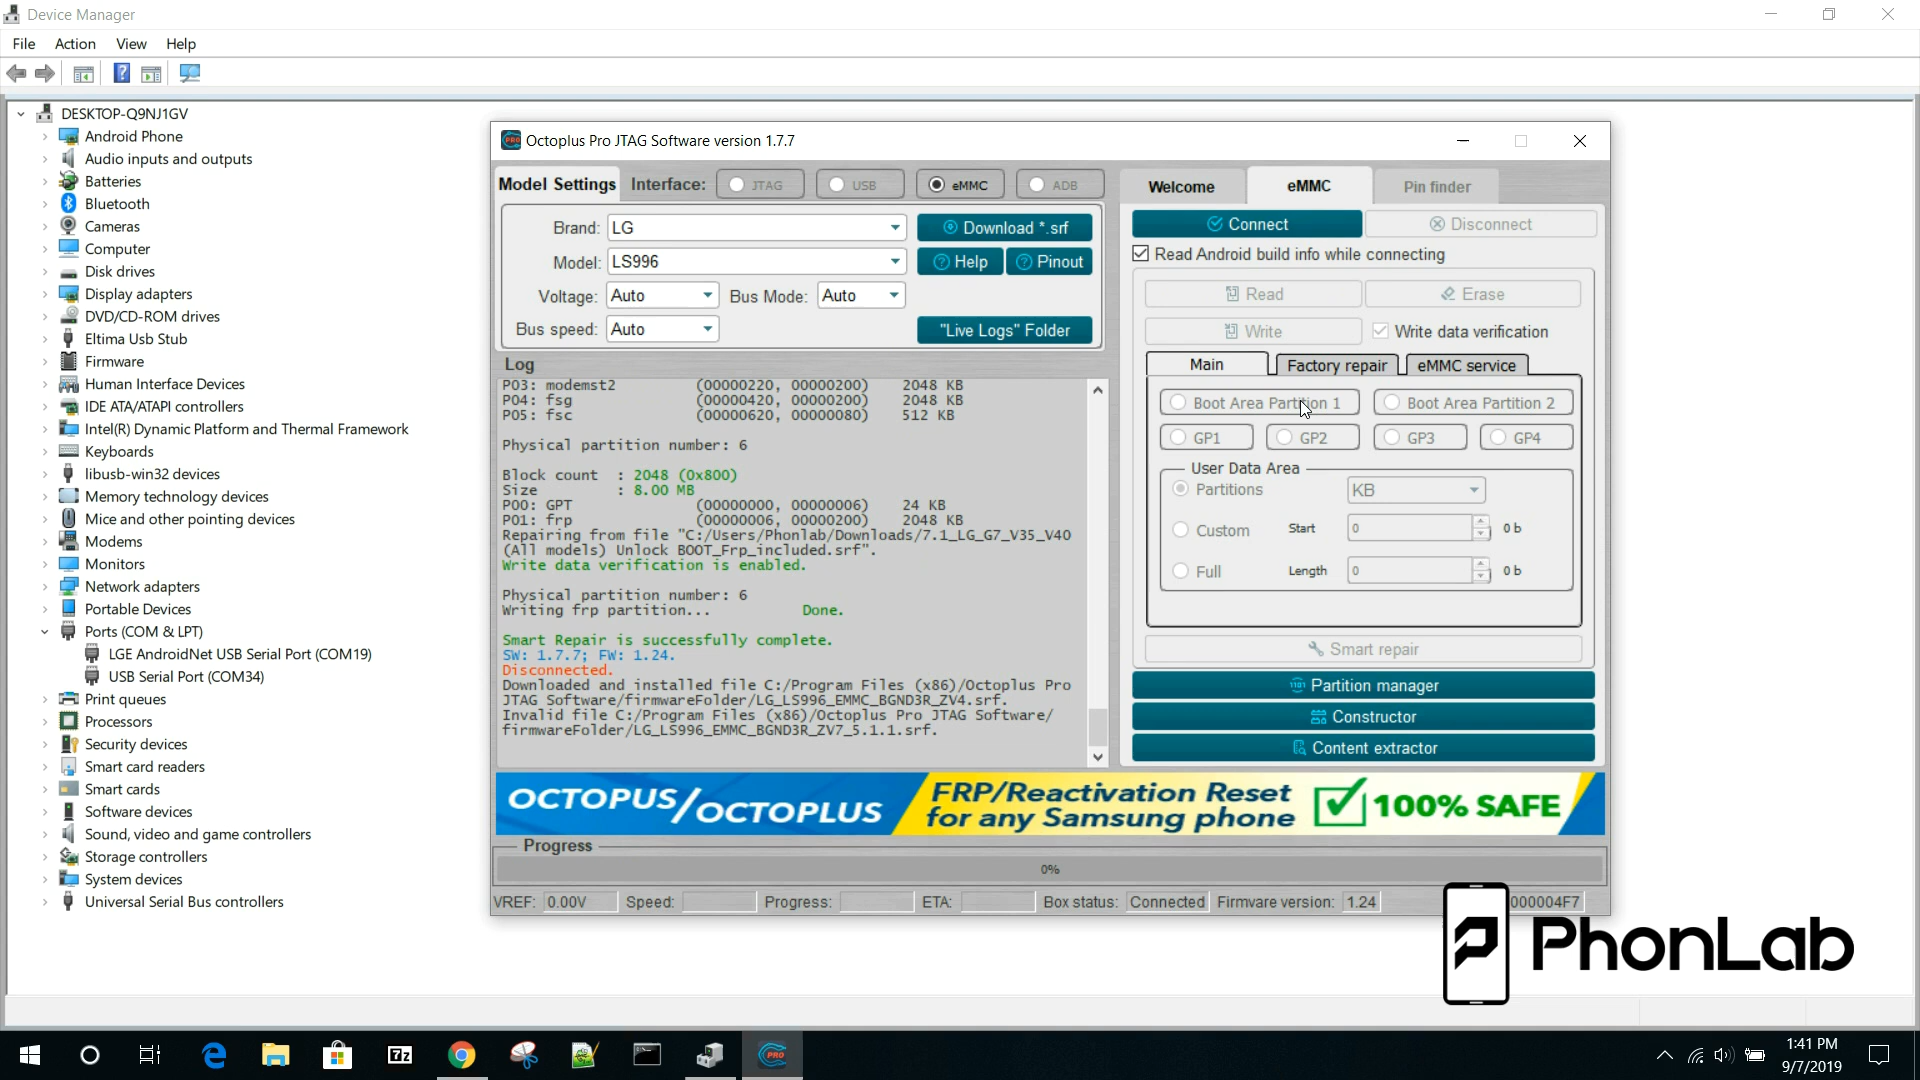 Device Manager
File Action View Help
DESKTOP-Q9NJ1GV
Android Phone
Audio inputs and outputs
Batteries
Bluetooth
Cameras
Computer
Disk drives
Display adapters
DVD/CD-ROM drives
Eltima Usb Stub
Firmware
Human Interface Devices
IDE ATA/ATAPI controllers
Intel(R) Dynamic Platform and Thermal Framework
Keyboards
libusb-win32 devices
Memory technology devices
Mice and other pointing devices
Modems
Monitors
Network adapters
Portable Devices
Ports (COM & LPT)
LGE AndroidNet USB Serial Port (COM19)
USB Serial Port (COM34)
Print queues
Processors
Security devices
Smart card readers
Smart cards
Software devices
Sound, video and game controllers
Storage controllers
System devices
Universal Serial Bus controllers
Octoplus Pro JTAG Software version 1.7.7
Model Settings Interface: JTAG USB eMMC ADB
Brand: LG Download *.srf
Model: LS996 Help Pinout
Voltage: Auto Bus Mode: Auto
Bus speed: Auto "Live Logs" Folder
Log
P03: modemst2 (00000220, 00000200) 2048 KB
P04: fsg (00000420, 00000200) 2048 KB
P05: fsc (00000620, 00000080) 512 KB
Physical partition number: 6
Block count : 2048 (0x800)
Size : 8.00 MB
P00: GPT (00000000, 00000006) 24 KB
P01: frp (00000006, 00000200) 2048 KB
Repairing from file "C:/Users/Phonlab/Downloads/7.1_LG_G7_V35_V40
(All models) Unlock BOOT_Frp_included.srf".
Write data verification is enabled.
Physical partition number: 6
Writing frp partition... Done.
Smart Repair is successfully complete.
SW: 1.7.7; FW: 1.24.
Disconnected.
Downloaded and installed file C:/Program Files (x86)/Octoplus Pro
JTAG Software/firmwareFolder/LG_LS996_EMMC_BGND3R_ZV4.srf.
Invalid file C:/Program Files (x86)/Octoplus Pro JTAG Software/
firmwareFolder/LG_LS996_EMMC_BGND3R_ZV7_5.1.1.srf.
Welcome eMMC Pin finder
Connect Disconnect
Read Android build info while connecting
Read Erase
Write Write data verification
Main Factory repair eMMC service
Boot Area Partition 1 Boot Area Partition 2
GP1 GP2 GP3 GP4
User Data Area
Partitions KB
Custom Start 0 0 b
Full Length 0 0 b
Smart repair
Partition manager
Constructor
Content extractor
OCTOPUS/OCTOPLUS FRP/Reactivation Reset
for any Samsung phone 100% SAFE
Progress
0%
VREF: 0.00V Speed: Progress: ETA: Box status: Connected Firmware version: 1.24 000004F7
PhonLab
7z
PRO
1:41 PM
9/7/2019